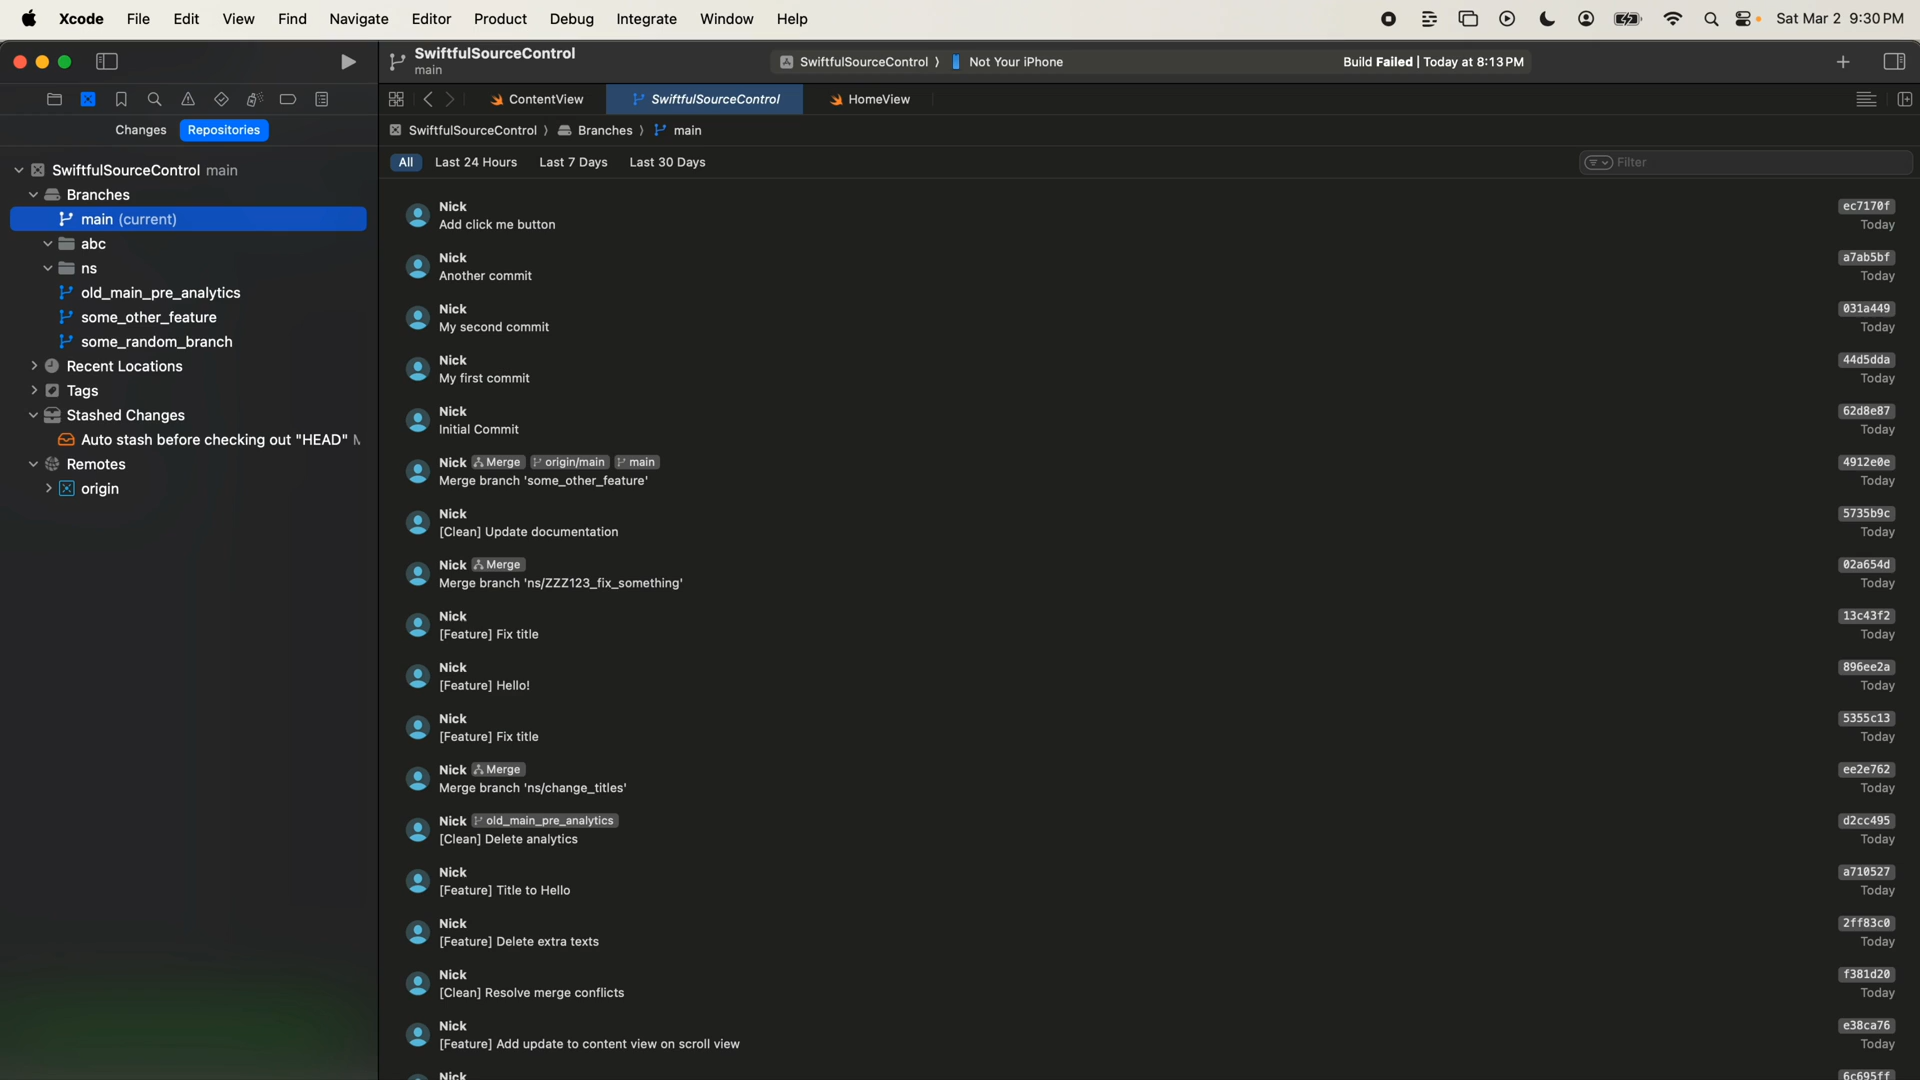 Xcode File Edit View Find Navigate Editor Product Debug Integrate Window Help Sat Mar 2 9:30 PM
SwiftfulSourceControl
main
SwiftfulSourceControl 〉 Not Your iPhone Build Failed | Today at 8:13 PM
ContentView SwiftfulSourceControl HomeView
Changes Repositories
SwiftfulSourceControl 〉 Branches 〉 main
All Last 24 Hours Last 7 Days Last 30 Days Filter
SwiftfulSourceControl main
Branches
main (current)
abc
ns
old_main_pre_analytics
some_other_feature
some_random_branch
Recent Locations
Tags
Stashed Changes
Auto stash before checking out "HEAD"
Remotes
origin
Nick ec7170f
Add click me button Today
Nick a7ab5bf
Another commit Today
Nick 031a449
My second commit Today
Nick 44d5dda
My first commit Today
Nick 62d8e87
Initial Commit Today
Nick Merge origin/main main 4912e0e
Merge branch 'some_other_feature' Today
Nick 5735b9c
[Clean] Update documentation Today
Nick Merge 02a654d
Merge branch 'ns/ZZZ123_fix_something' Today
Nick 13c43f2
[Feature] Fix title Today
Nick 896ee2a
[Feature] Hello! Today
Nick 5355c13
[Feature] Fix title Today
Nick Merge ee2e762
Merge branch 'ns/change_titles' Today
Nick old_main_pre_analytics d2cc495
[Clean] Delete analytics Today
Nick a710527
[Feature] Title to Hello Today
Nick 2ff83c0
[Feature] Delete extra texts Today
Nick f381d20
[Clean] Resolve merge conflicts Today
Nick e38ca76
[Feature] Add update to content view on scroll view Today
Nick 6c695ff